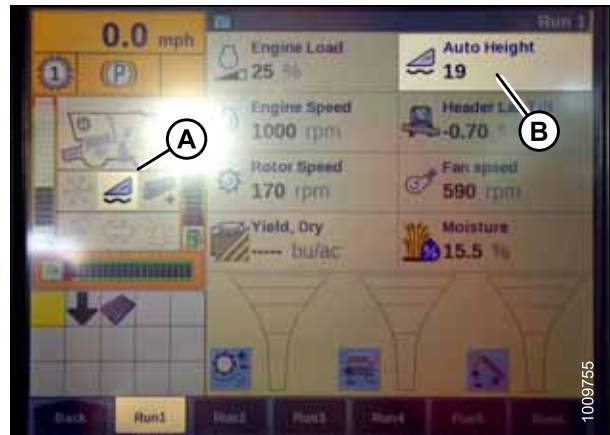 0.0 mph
Run 1
1
(P)
Engine Load
25 %
Auto Height
19
Engine Speed
1000 rpm
-0.70
A
B
Rotor Speed
170 rpm
Fan speed
590 rpm
Yield, Dry
----- bu/ac
Moisture
15.5 %
Back
Run1
Run2
Run3
Run4
1009755